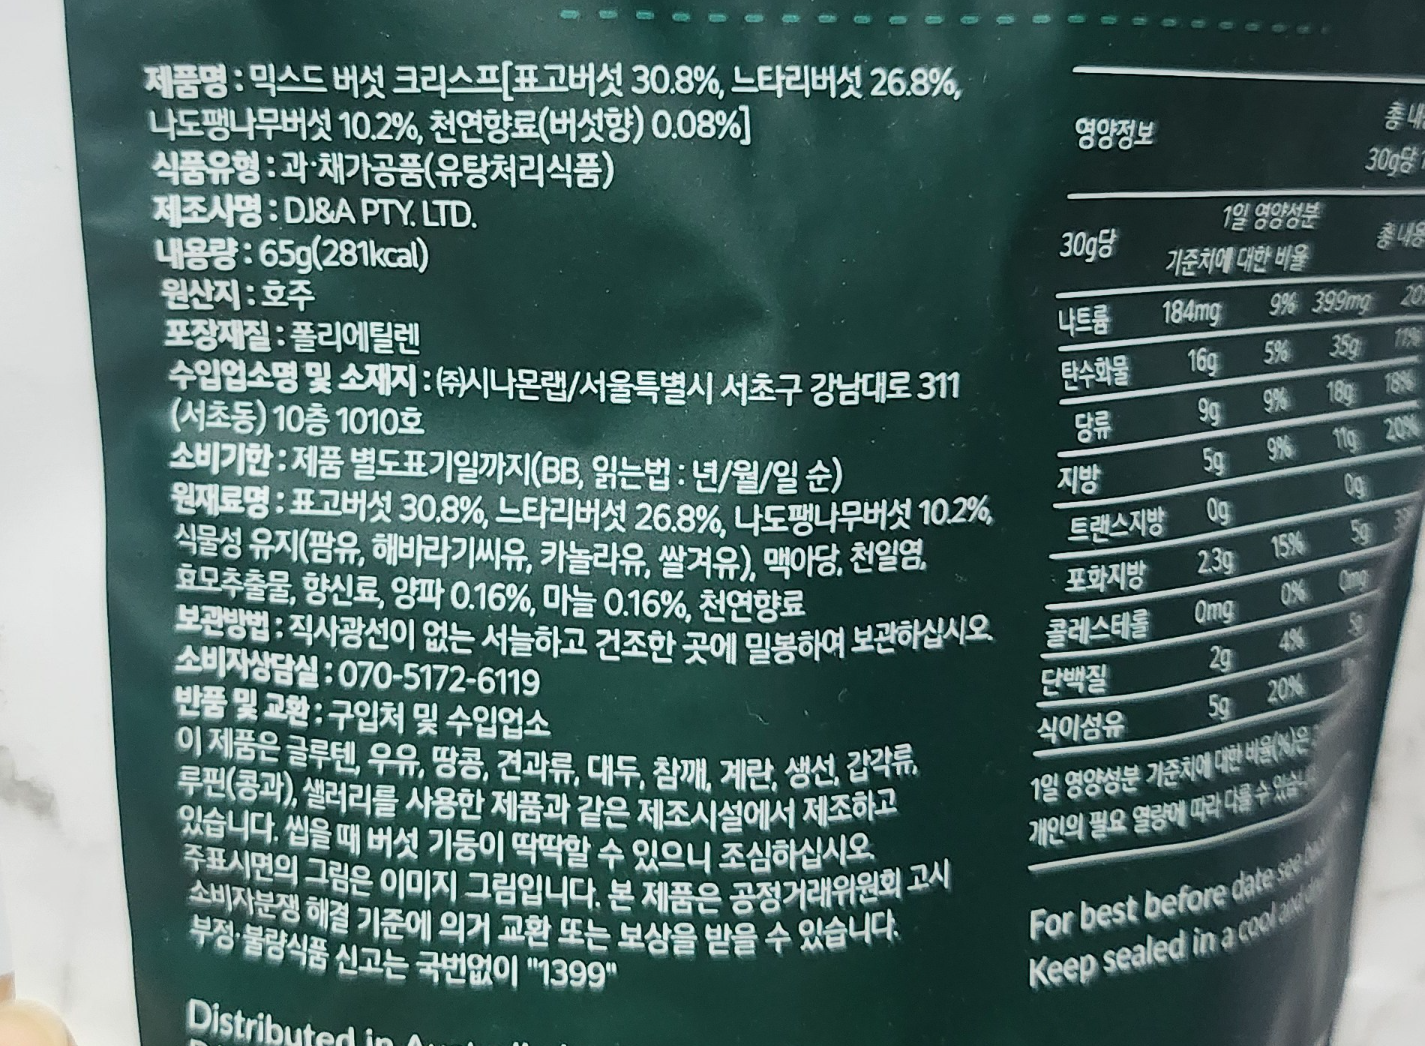 제품명 : 믹스드 버섯 크리스프[표고버섯 30.8%, 느타리버섯 26.8%,
나도팽나무버섯 10.2%, 천연향료(버섯향) 0.08%]
식품유형 : 과·채가공품(유탕처리식품)
제조사명 : DJ&A PTY. LTD.
내용량 : 65g(281kcal)
원산지 : 호주
포장재질 : 폴리에틸렌
수입업소명 및 소재지 : ㈜시나몬랩/서울특별시 서초구 강남대로 311
(서초동) 10층 1010호
소비기한 : 제품 별도표기일까지(BB, 읽는법 : 년/월/일 순)
원재료명 : 표고버섯 30.8%, 느타리버섯 26.8%, 나도팽나무버섯 10.2%,
식물성 유지(팜유, 해바라기씨유, 카놀라유, 쌀겨유), 맥아당, 천일염,
효모추출물, 향신료, 양파 0.16%, 마늘 0.16%, 천연향료
보관방법 : 직사광선이 없는 서늘하고 건조한 곳에 밀봉하여 보관하십시오.
소비자상담실 : 070-5172-6119
반품 및 교환 : 구입처 및 수입업소
이 제품은 글루텐, 우유, 땅콩, 견과류, 대두, 참깨, 계란, 생선, 갑각류,
루핀(콩과), 샐러리를 사용한 제품과 같은 제조시설에서 제조하고
있습니다. 씹을 때 버섯 기둥이 딱딱할 수 있으니 조심하십시오.
주표시면의 그림은 이미지 그림입니다. 본 제품은 공정거래위원회 고시
소비자분쟁 해결 기준에 의거 교환 또는 보상을 받을 수 있습니다.
부정·불량식품 신고는 국번없이 "1399"
Distributed in
영양정보 총
30g당
30g당 1일 영양성분 총
기준치에 대한 비율
나트륨 184mg 9% 399mg
탄수화물 16g 5% 35g 11%
당류 9g 9% 18g 18%
지방 5g 9% 11g 20%
트랜스지방 0g 0g
포화지방 2.3g 15% 5g
콜레스테롤 0mg 0% 0mg
단백질 2g 4% 5g
식이섬유 5g 20%
1일 영양성분 기준치에 대한 비율(%)은
개인의 필요 열량에 따라 다를 수
For best before date see
Keep sealed in a cool and